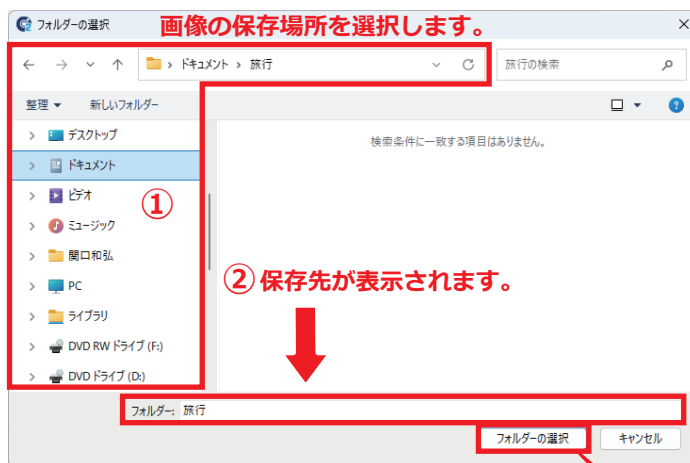 フォルダーの選択
画像の保存場所を選択します。
ドキュメント › 旅行
旅行の検索
整理
新しいフォルダー
デスクトップ
検索条件に一致する項目はありません。
ドキュメント
ビデオ
①
ミュージック
関口和弘
②保存先が表示されます。
PC
ライブラリ
DVD RW ドライブ (F:)
DVD ドライブ (D:)
フォルダー: 旅行
フォルダーの選択
キャンセル